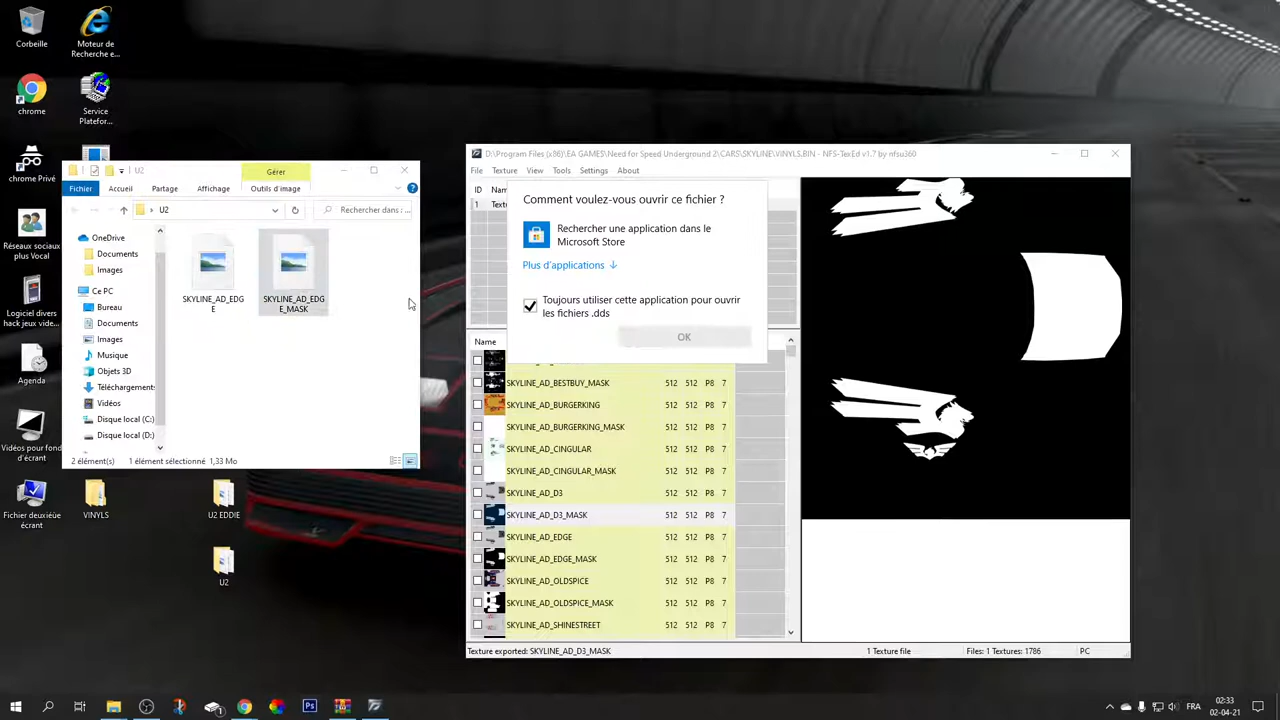 Corbeille
Moteur de
Recherche e...
chrome
Service
Platefor...
chrome Privé
Réseaux sociaux
plus Vocal
Logiciel divers
hack jeux vide...
Agenda
Vidéos pour fond
d'écran
Fichier deuxiéme
écran
VINYLS
U2 EDDIE
U2
U2
Gérer
Fichier
Accueil
Partage
Affichage
Outils d'image
U2
Rechercher dans : ...
OneDrive
Documents
Images
Ce PC
Bureau
Documents
Images
Musique
Objets 3D
Téléchargements
Vidéos
Disque local (C:)
Disque local (D:)
SKYLINE_AD_EDG
E
SKYLINE_AD_EDG
E_MASK
2 élément(s) 1 élément sélectionné 1,33 Mo
D:\Program Files (x86)\EA GAMES\Need for Speed Underground 2\CARS\SKYLINE\VINYLS.BIN - NFS-TexEd v1.7 by nfsu360
File Texture View Tools Settings About
ID
1
Comment voulez-vous ouvrir ce fichier ?
Rechercher une application dans le
Microsoft Store
Plus d'applications ↓
Toujours utiliser cette application pour ouvrir
les fichiers .dds
OK
Name
SKYLINE_AD_BESTBUY_MASK 512 512 P8 7
SKYLINE_AD_BURGERKING 512 512 P8 7
SKYLINE_AD_BURGERKING_MASK 512 512 P8 7
SKYLINE_AD_CINGULAR 512 512 P8 7
SKYLINE_AD_CINGULAR_MASK 512 512 P8 7
SKYLINE_AD_D3 512 512 P8 7
SKYLINE_AD_D3_MASK 512 512 P8 7
SKYLINE_AD_EDGE 512 512 P8 7
SKYLINE_AD_EDGE_MASK 512 512 P8 7
SKYLINE_AD_OLDSPICE 512 512 P8 7
SKYLINE_AD_OLDSPICE_MASK 512 512 P8 7
SKYLINE_AD_SHINESTREET 512 512 P8 7
Texture exported: SKYLINE_AD_D3_MASK
1 Texture file
Files: 1 Textures: 1786
PC
FRA
02:33
02-04-21